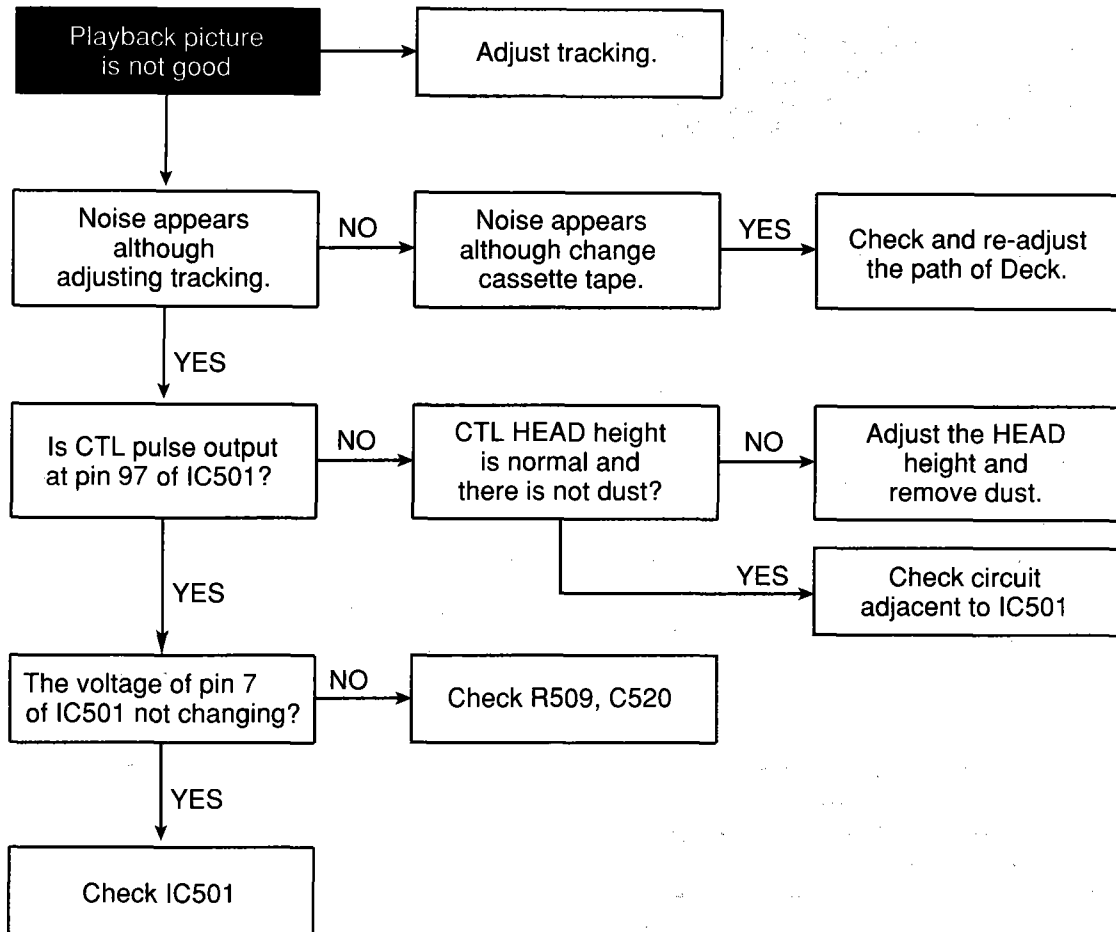 Playback picture
is not good
Adjust tracking.
Noise appears
although
adjusting tracking.
NO
Noise appears
although change
cassette tape.
YES
Check and re-adjust
the path of Deck.
YES
Is CTL pulse output
at pin 97 of IC501?
NO
CTL HEAD height
is normal and
there is not dust?
NO
Adjust the HEAD
height and
remove dust.
YES
Check circuit
adjacent to IC501
YES
The voltage of pin 7
of IC501 not changing?
NO
Check R509, C520
YES
Check IC501